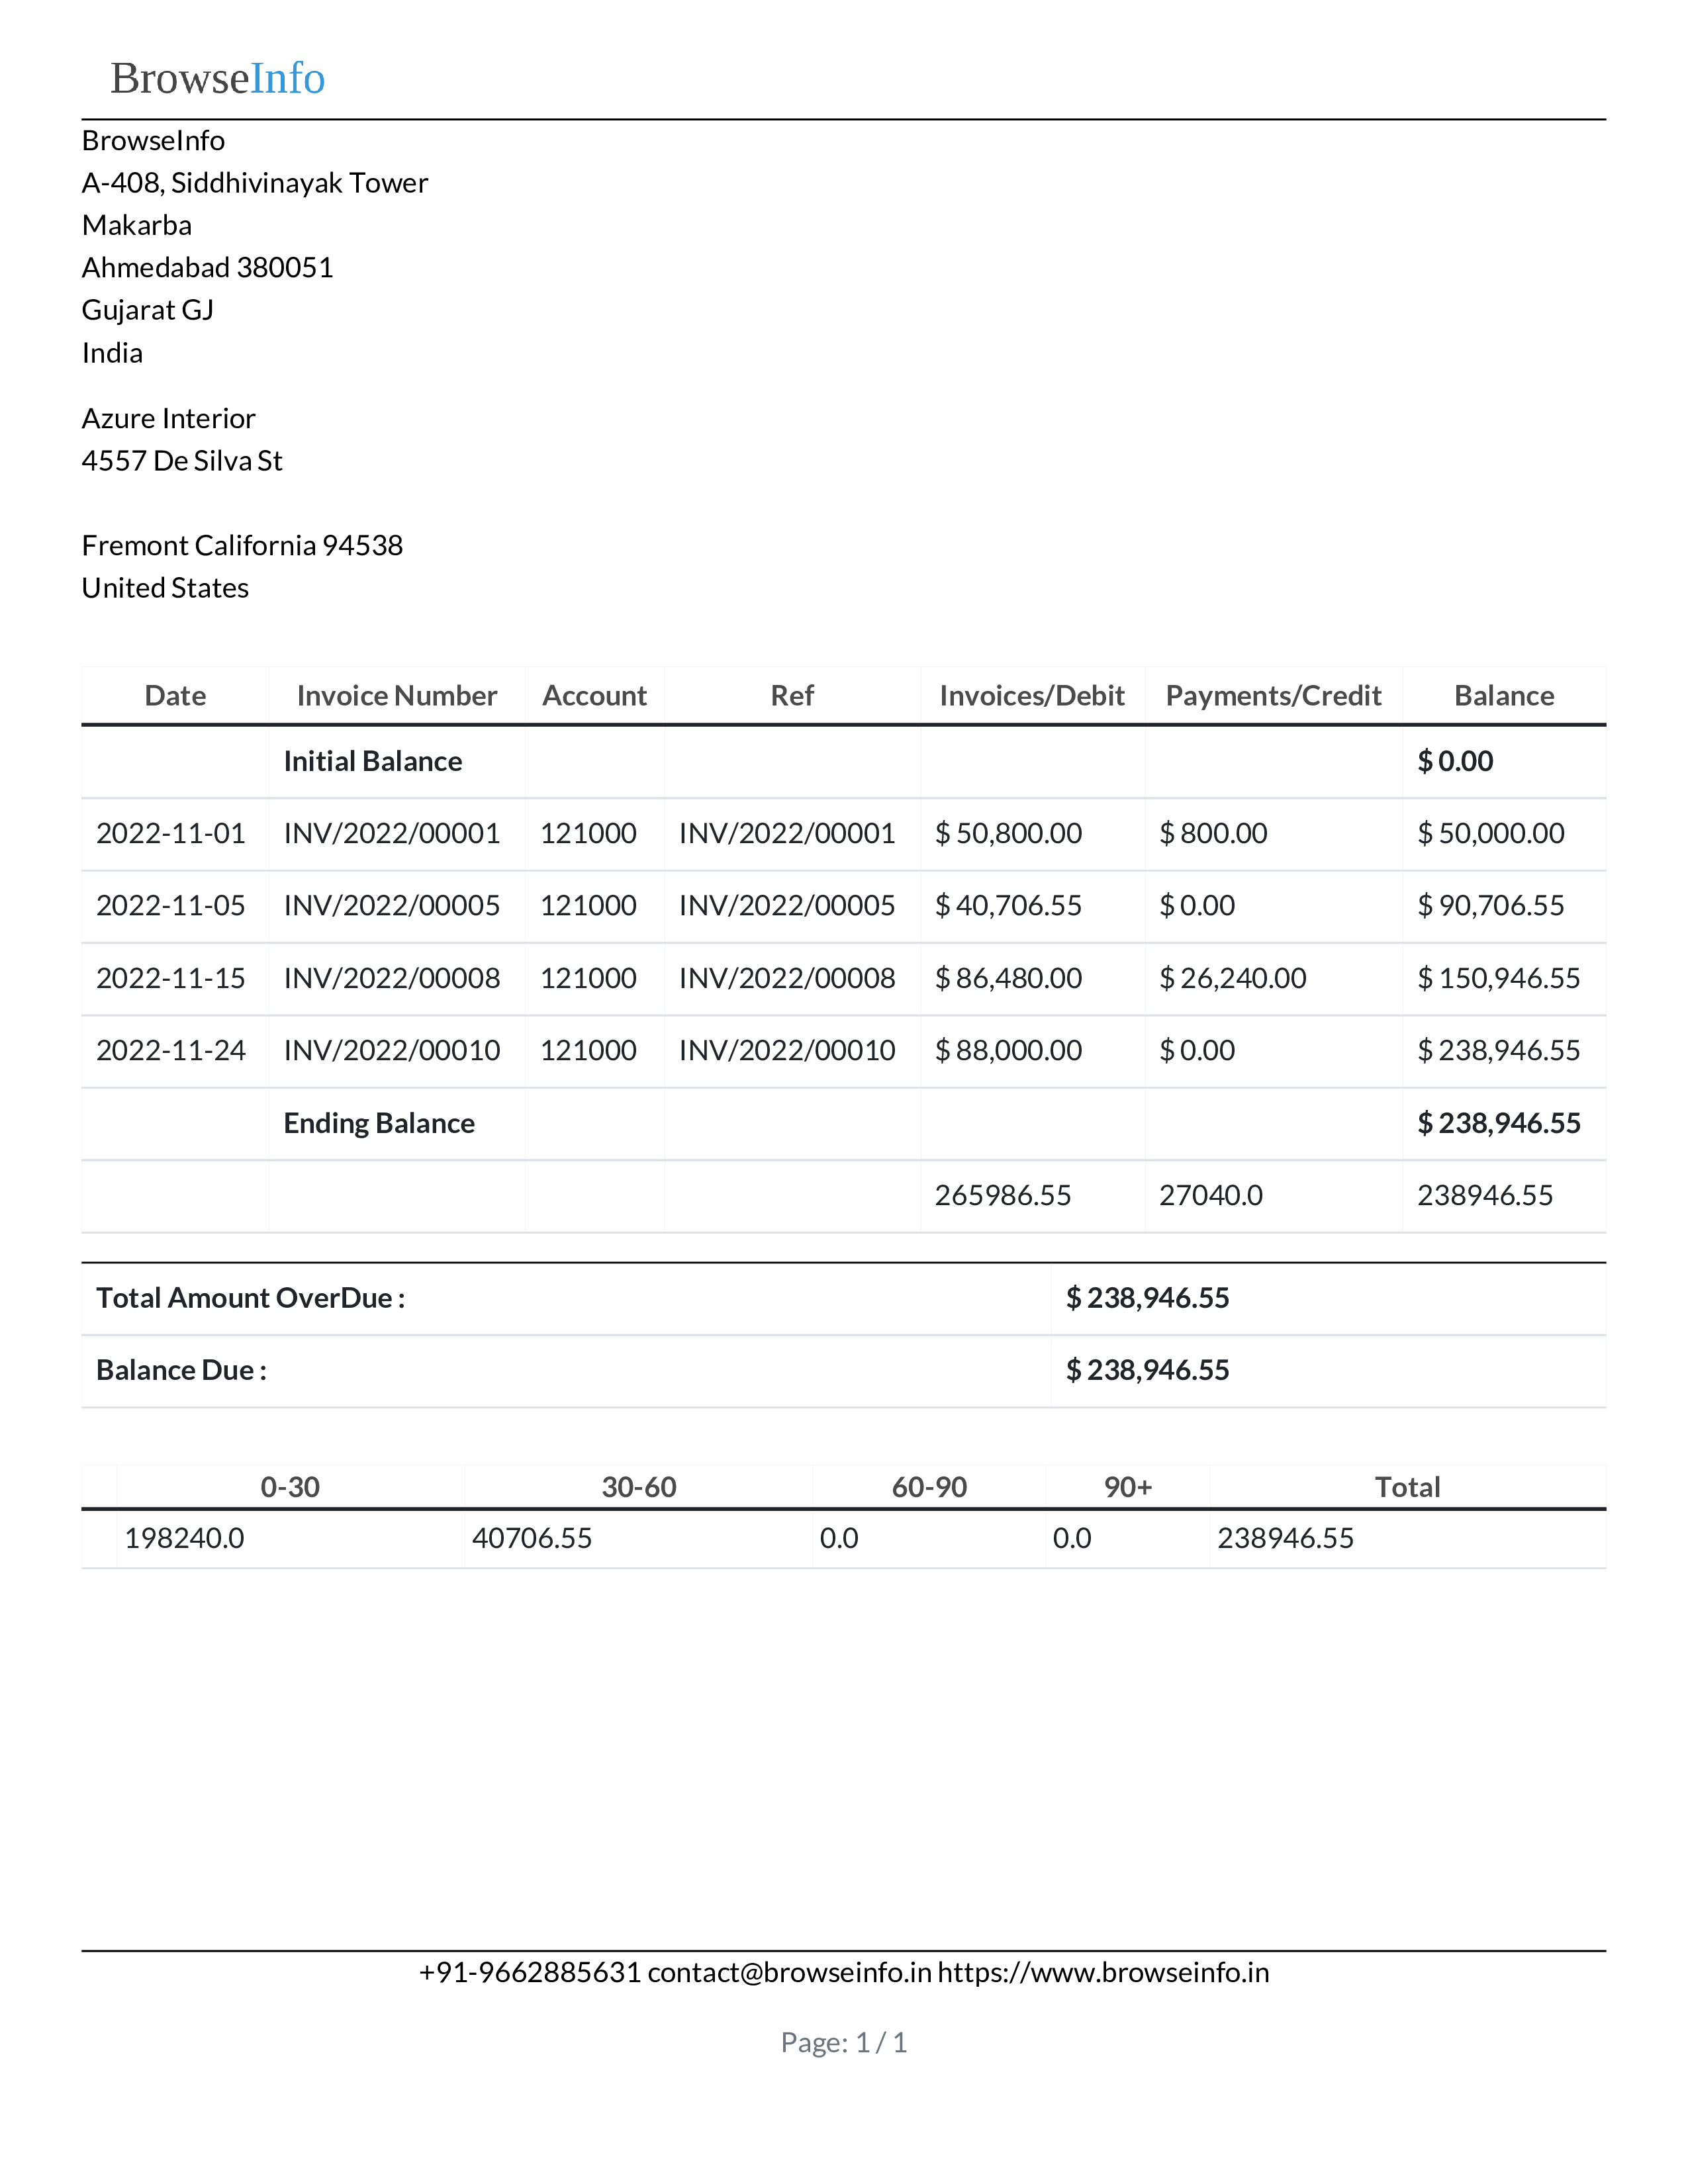 BrowseInfo
BrowseInfo
A-408, Siddhivinayak Tower
Makarba
Ahmedabad 380051
Gujarat GJ
India
Azure Interior
4557 De Silva St
Fremont California 94538
United States
Date Invoice Number Account Ref Invoices/Debit Payments/Credit Balance
Initial Balance $ 0.00
2022-11-01 INV/2022/00001 121000 INV/2022/00001 $ 50,800.00 $ 800.00 $ 50,000.00
2022-11-05 INV/2022/00005 121000 INV/2022/00005 $ 40,706.55 $ 0.00 $ 90,706.55
2022-11-15 INV/2022/00008 121000 INV/2022/00008 $ 86,480.00 $ 26,240.00 $ 150,946.55
2022-11-24 INV/2022/00010 121000 INV/2022/00010 $ 88,000.00 $ 0.00 $ 238,946.55
Ending Balance $ 238,946.55
265986.55 27040.0 238946.55
Total Amount OverDue : $ 238,946.55
Balance Due : $ 238,946.55
0-30 30-60 60-90 90+ Total
198240.0 40706.55 0.0 0.0 238946.55
+91-9662885631 contact@browseinfo.in https://www.browseinfo.in
Page: 1 / 1